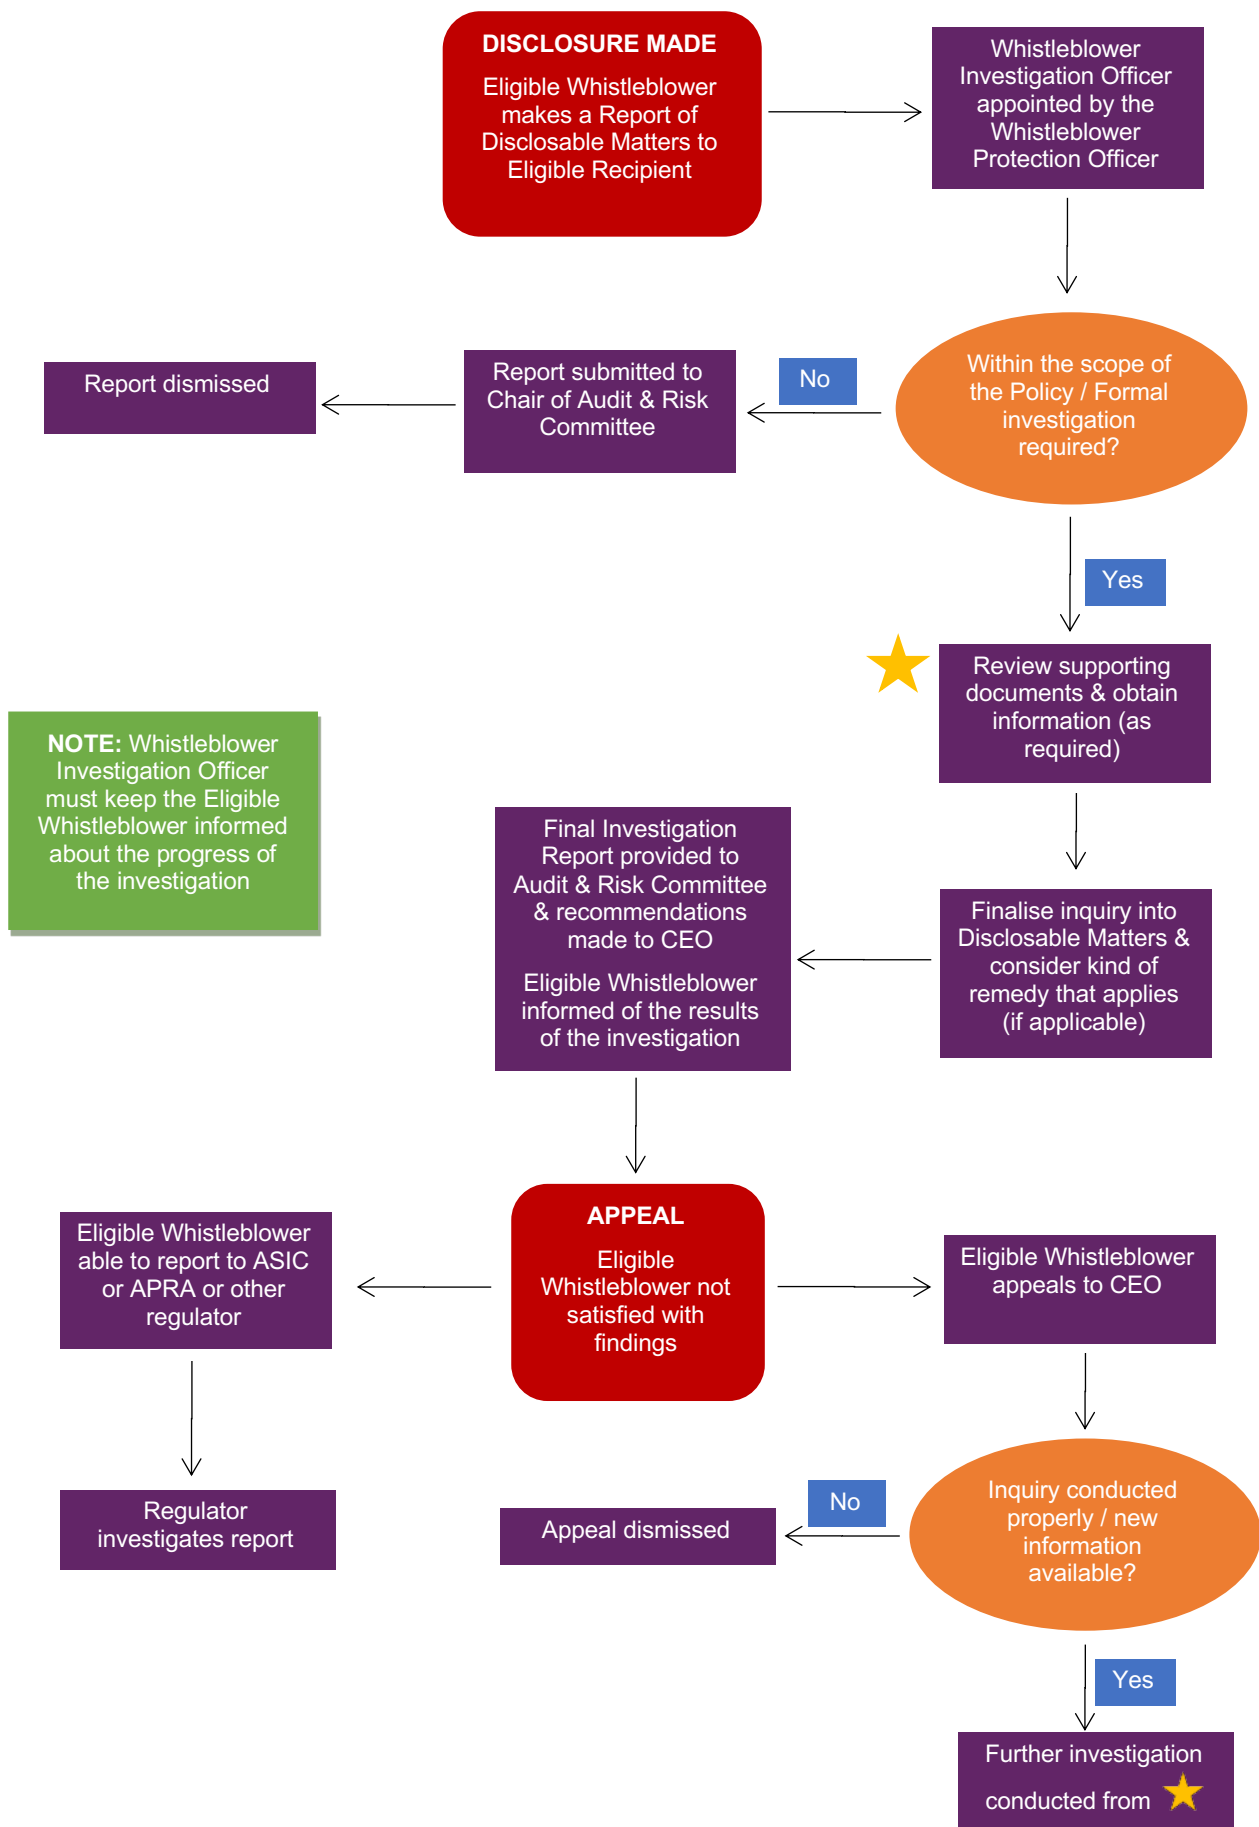 DISCLOSURE MADE
Eligible Whistleblower
makes a Report of
Disclosable Matters to
Eligible Recipient
Whistleblower
Investigation Officer
appointed by the
Whistleblower
Protection Officer
Within the scope of
the Policy / Formal
investigation
required?
No
Report submitted to
Chair of Audit & Risk
Committee
Report dismissed
Yes
Review supporting
documents & obtain
information (as
required)
NOTE: Whistleblower
Investigation Officer
must keep the Eligible
Whistleblower informed
about the progress of
the investigation
Finalise inquiry into
Disclosable Matters &
consider kind of
remedy that applies
(if applicable)
Final Investigation
Report provided to
Audit & Risk Committee
& recommendations
made to CEO
Eligible Whistleblower
informed of the results
of the investigation
APPEAL
Eligible
Whistleblower not
satisfied with
findings
Eligible Whistleblower
able to report to ASIC
or APRA or other
regulator
Regulator
investigates report
Eligible Whistleblower
appeals to CEO
Inquiry conducted
properly / new
information
available?
No
Appeal dismissed
Yes
Further investigation
conducted from